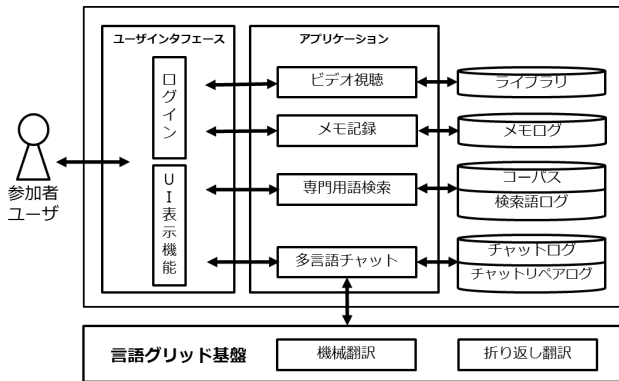 ユーザインタフェース
アプリケーション
ログイン
ビデオ視聴
ライブラリ
メモ記録
メモログ
参加者
ユーザ
UI表示機能
専門用語検索
コーパス
検索語ログ
多言語チャット
チャットログ
チャットリペアログ
言語グリッド基盤
機械翻訳
折り返し翻訳